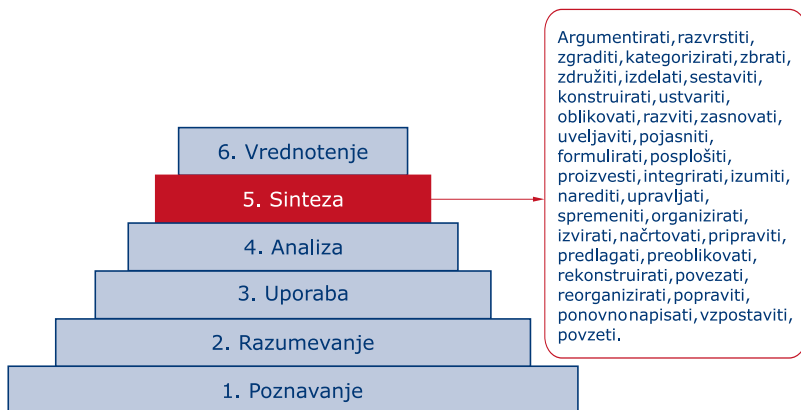 6. Vrednotenje
5. Sinteza
4. Analiza
3. Uporaba
2. Razumevanje
1. Poznavanje
Argumentirati, razvrstiti,
zgraditi, kategorizirati, zbrati,
združiti, izdelati, sestaviti,
konstruirati, ustvariti,
oblikovati, razviti, zasnovati,
uveljaviti, pojasniti,
formulirati, posplošiti,
proizvesti, integrirati, izumiti,
narediti, upravljati,
spremeniti, organizirati,
izvirati, načrtovati, pripraviti,
predlagati, preoblikovati,
rekonstruirati, povezati,
reorganizirati, popraviti,
ponovno napisati, vzpostaviti,
povzeti.